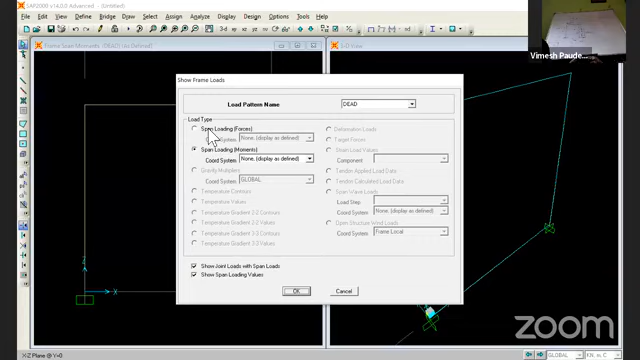 SAP2000 v14.0.0 Advanced
File Edit View Define Bridge Draw Select Assign Analyze Display Design Options Tools Help
Frame Span Moments (DEAD) (As Defined)
3-D View
Vimesh Paude...
Show Frame Loads
Load Pattern Name
DEAD
Load Type
Span Loading (Forces)
None, (display as defined)
Span Loading (Moments)
Coord System
None, (display as defined)
Gravity Multipliers
Coord System
GLOBAL
Temperature Contours
Temperature Values
Temperature Gradient 2-2 Contours
Temperature Gradient 2-2 Values
Temperature Gradient 3-3 Contours
Temperature Gradient 3-3 Values
Deformation Loads
Target Forces
Strain Load Values
Component
Tendon Applied Load Data
Tendon Calculated Load Data
Span Wave Loads
Load Step
Coord System
None, (display as defined)
Open Structure Wind Loads
Coord System
Frame Local
Show Joint Loads with Span Loads
Show Span Loading Values
OK
Cancel
Z
X
zoom
X-Z Plane @ Y=0
GLOBAL
KN, m, C